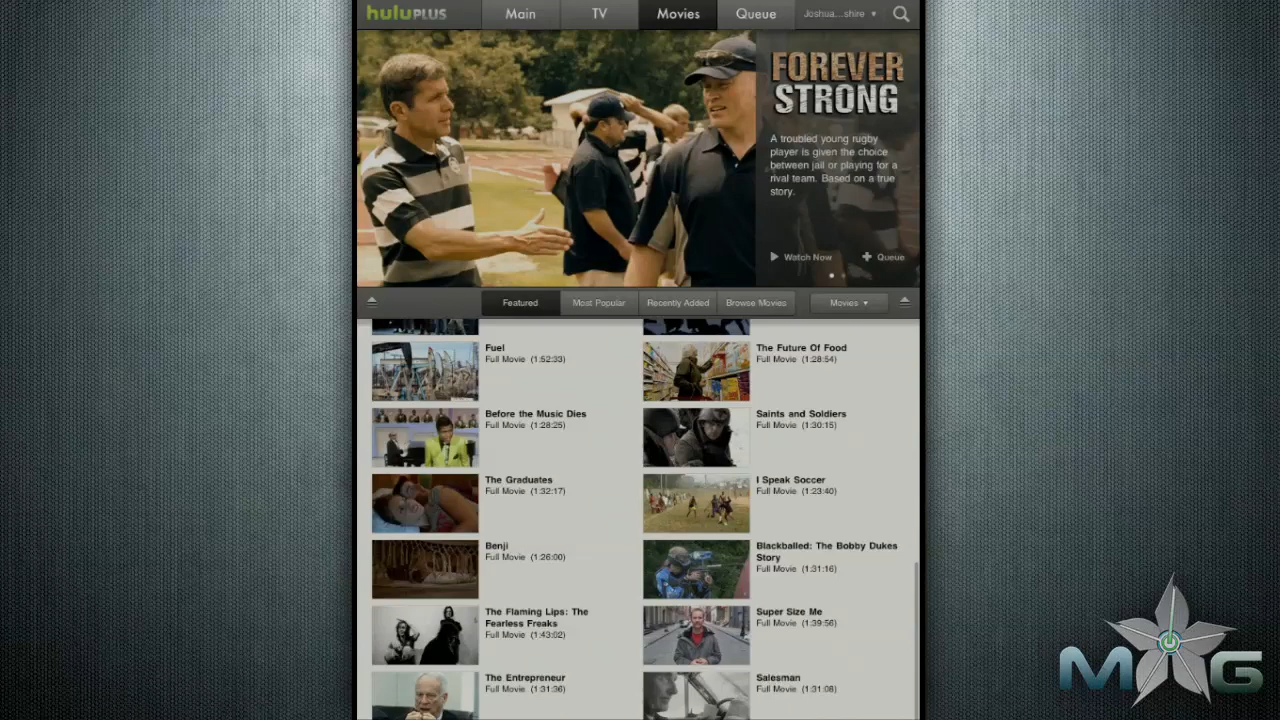 huluPLUS
Main
TV
Movies
Queue
Joshua...shire
FOREVER
STRONG
A troubled young rugby
player is given the choice
between jail or playing for a
rival team. Based on a true
story.
Watch Now
Queue
Featured
Most Popular
Recently Added
Browse Movies
Movies
Fuel
Full Movie (1:52:33)
The Future Of Food
Full Movie (1:28:54)
Before the Music Dies
Full Movie (1:28:25)
Saints and Soldiers
Full Movie (1:30:15)
The Graduates
Full Movie (1:32:17)
I Speak Soccer
Full Movie (1:23:40)
Benji
Full Movie (1:26:00)
Blackballed: The Bobby Dukes
Story
Full Movie (1:31:16)
The Flaming Lips: The
Fearless Freaks
Full Movie (1:43:02)
Super Size Me
Full Movie (1:39:56)
The Entrepreneur
Full Movie (1:31:36)
Salesman
Full Movie (1:31:08)
M G